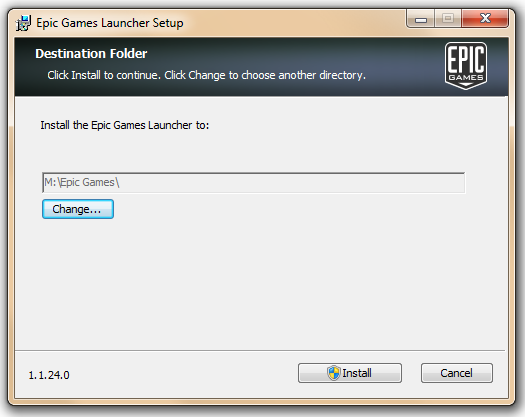 Epic Games Launcher Setup
Destination Folder
Click Install to continue. Click Change to choose another directory.
EPIC
GAMES
Install the Epic Games Launcher to:
M:\Epic Games\
Change...
1.1.24.0
Install
Cancel